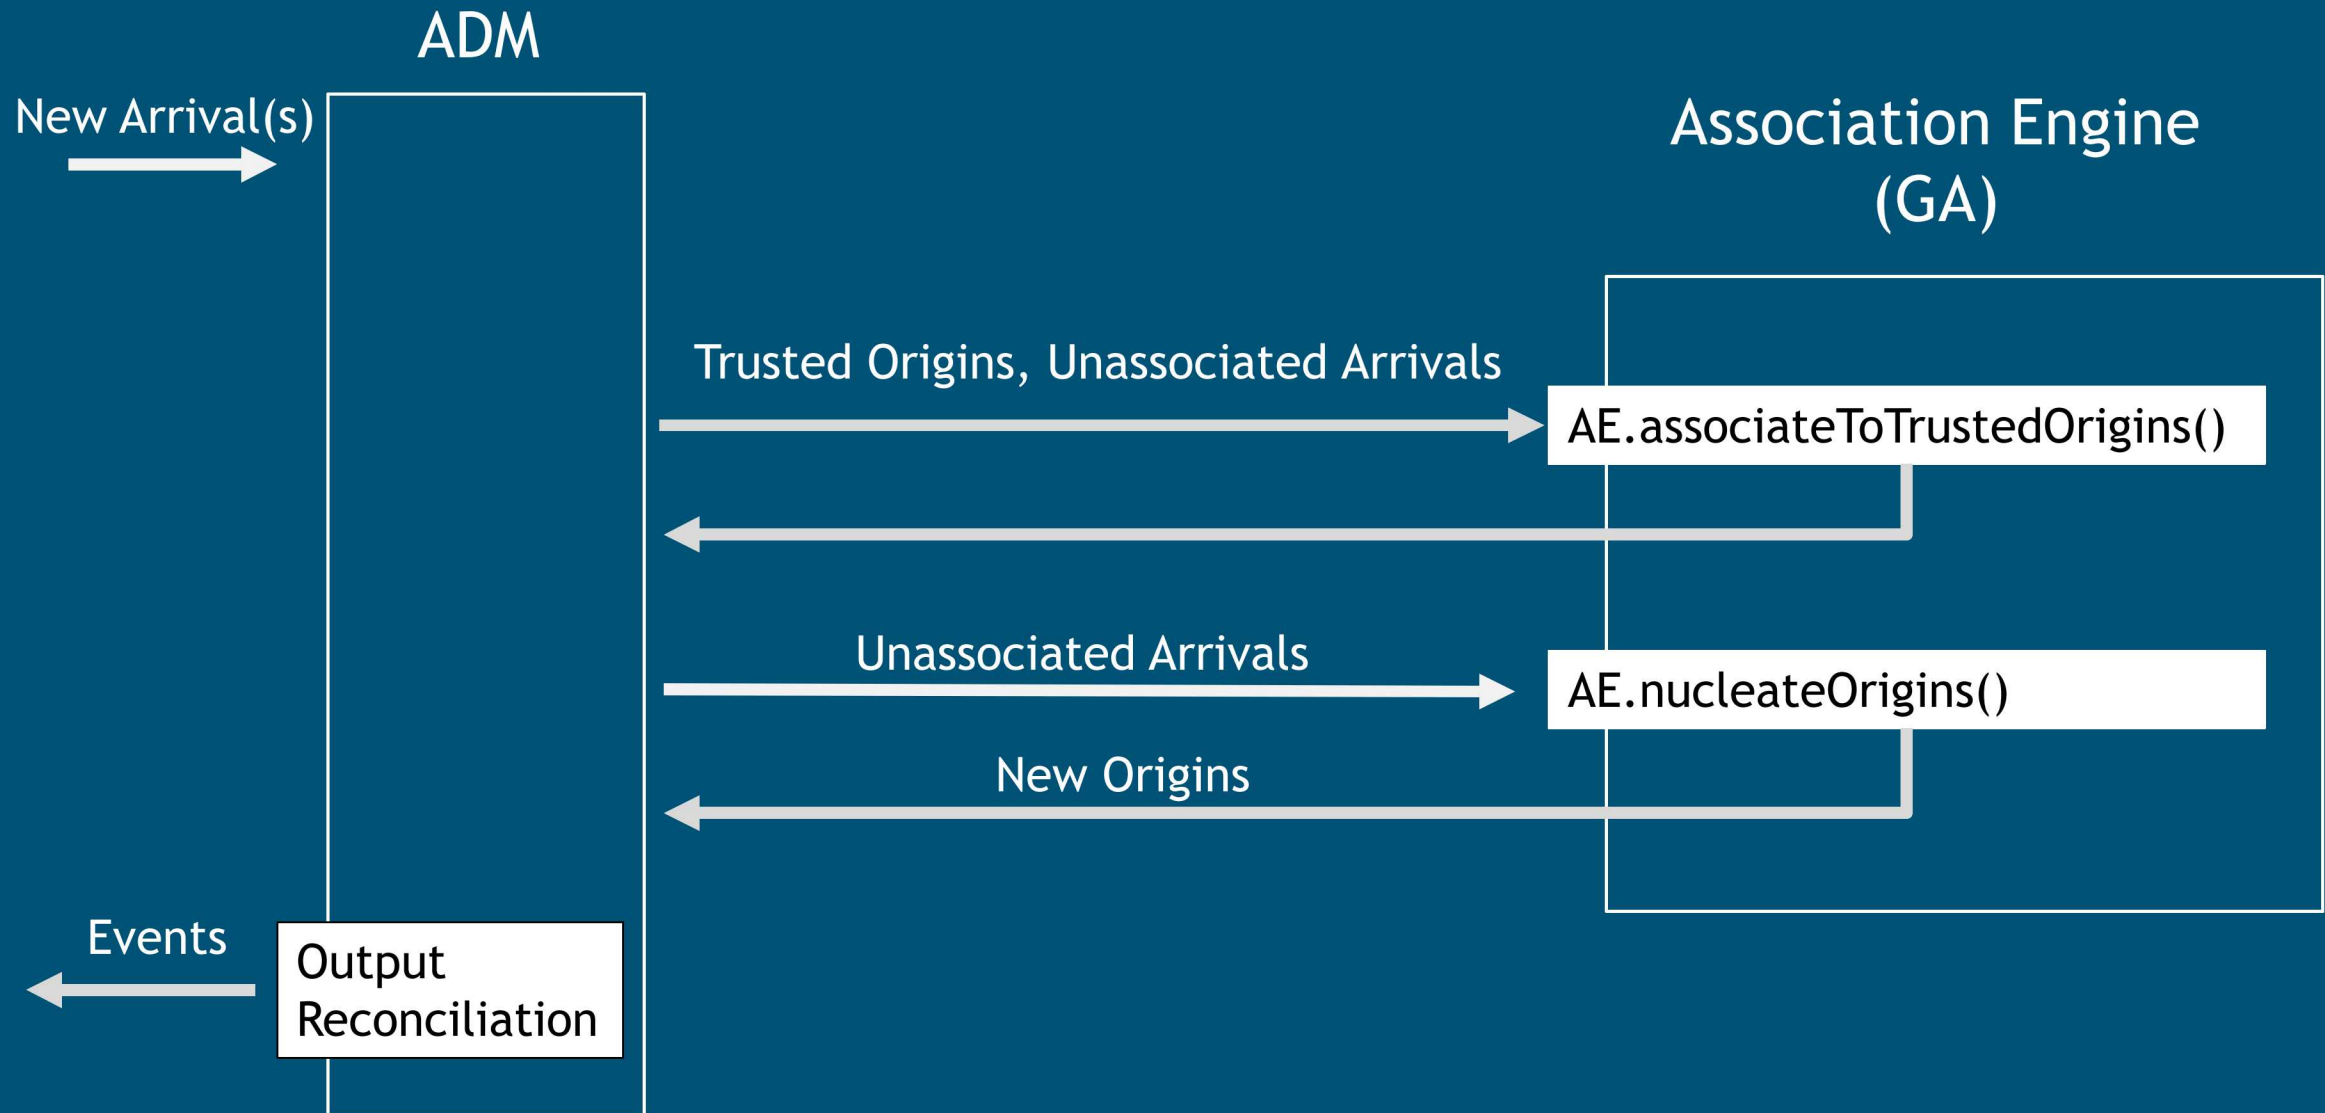 ADM
New Arrival(s)
Association Engine
(GA)
Trusted Origins, Unassociated Arrivals
AE.associateToTrustedOrigins()
Unassociated Arrivals
AE.nucleateOrigins()
New Origins
Events
Output
Reconciliation